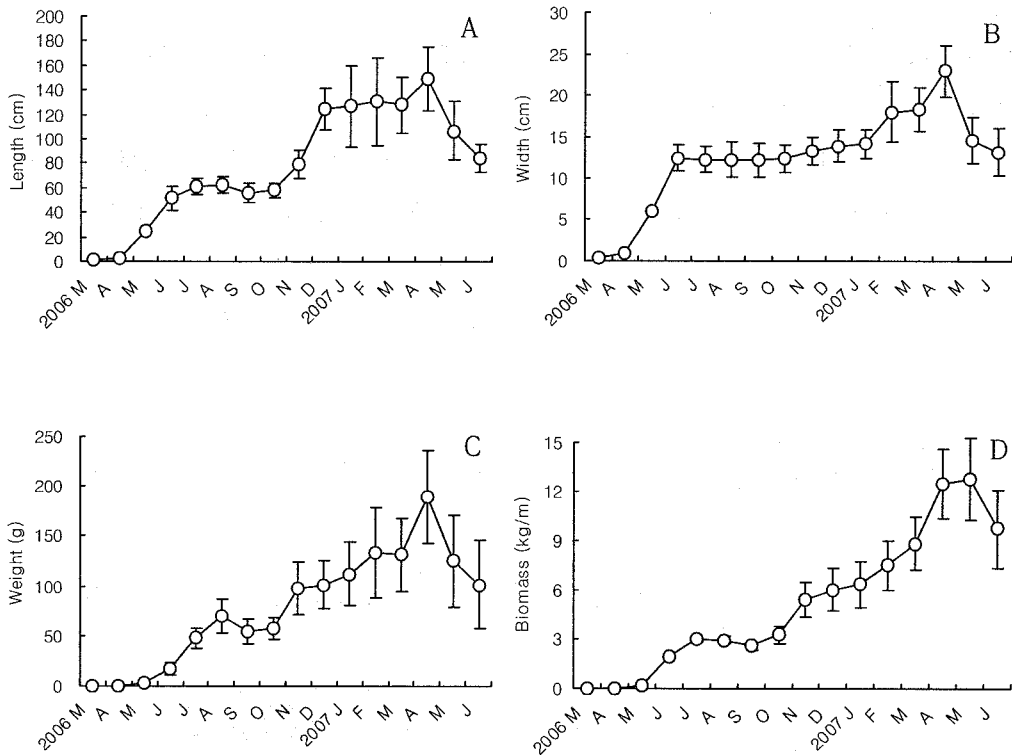 A
Length (cm)
200
180
160
140
120
100
80
60
40
20
0
2006 M A M J J A S O N D 2007 J F M A M J
B
Width (cm)
30
25
20
15
10
5
0
2006 M A M J J A S O N D 2007 J F M A M J
C
Weight (g)
250
200
150
100
50
0
2006 M A M J J A S O N D 2007 J F M A M J
D
Biomass (kg/m)
15
12
9
6
3
0
2006 M A M J J A S O N D 2007 J F M A M J